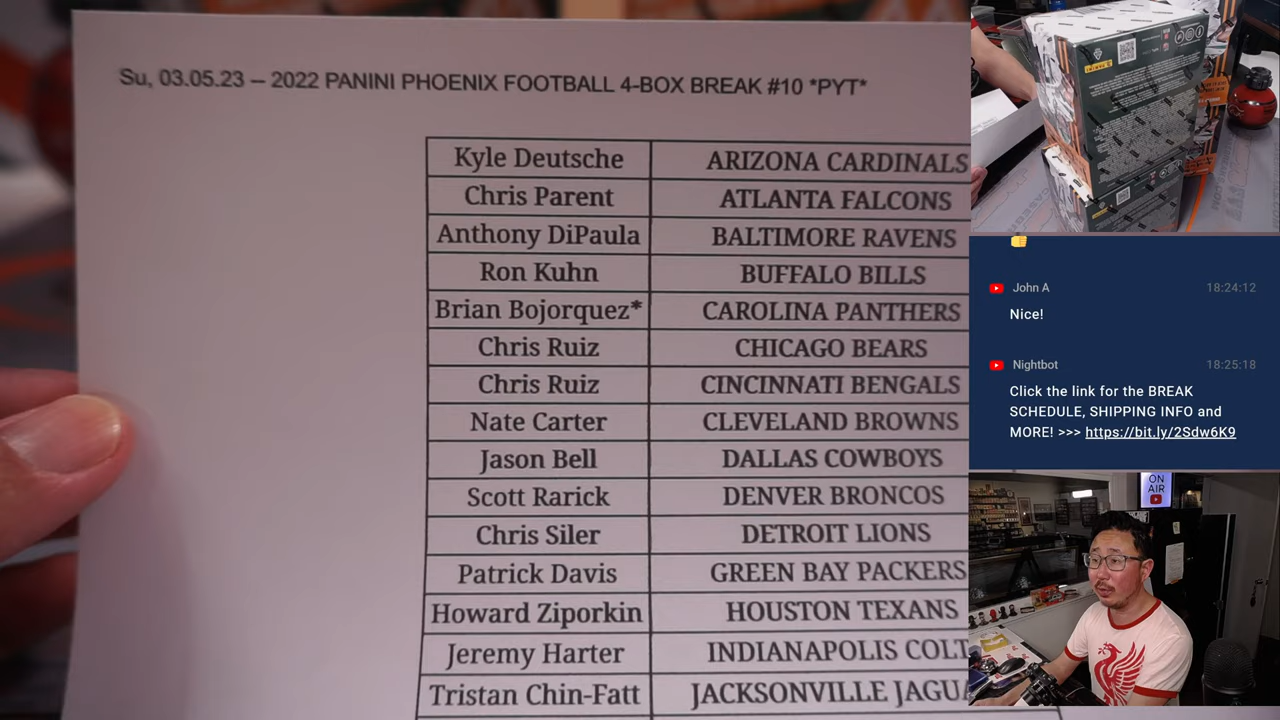 Su, 03.05.23 – 2022 PANINI PHOENIX FOOTBALL 4-BOX BREAK #10 *PYT*
Kyle Deutsche ARIZONA CARDINALS
Chris Parent ATLANTA FALCONS
Anthony DiPaula BALTIMORE RAVENS
Ron Kuhn BUFFALO BILLS
Brian Bojorquez* CAROLINA PANTHERS
Chris Ruiz CHICAGO BEARS
Chris Ruiz CINCINNATI BENGALS
Nate Carter CLEVELAND BROWNS
Jason Bell DALLAS COWBOYS
Scott Rarick DENVER BRONCOS
Chris Siler DETROIT LIONS
Patrick Davis GREEN BAY PACKERS
Howard Ziporkin HOUSTON TEXANS
Jeremy Harter INDIANAPOLIS COLT
Tristan Chin-Fatt JACKSONVILLE JAGUA
John A 18:24:12
Nice!
Nightbot 18:25:18
Click the link for the BREAK
SCHEDULE, SHIPPING INFO and
MORE! >>> https://bit.ly/2Sdw6K9
ON
AIR